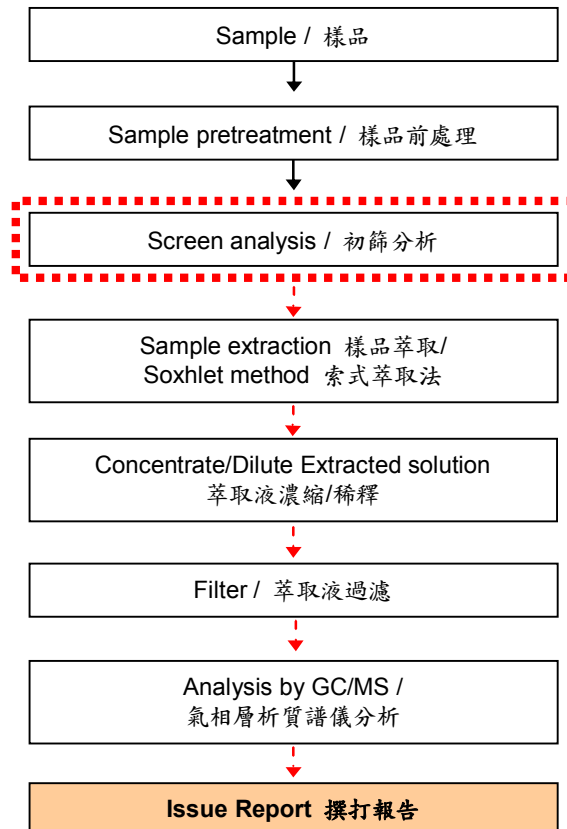 Sample / 樣品
Sample pretreatment / 樣品前處理
Screen analysis / 初篩分析
Sample extraction 樣品萃取/
Soxhlet method 索式萃取法
Concentrate/Dilute Extracted solution
萃取液濃縮/稀釋
Filter / 萃取液過濾
Analysis by GC/MS /
氣相層析質譜儀分析
Issue Report 撰打報告